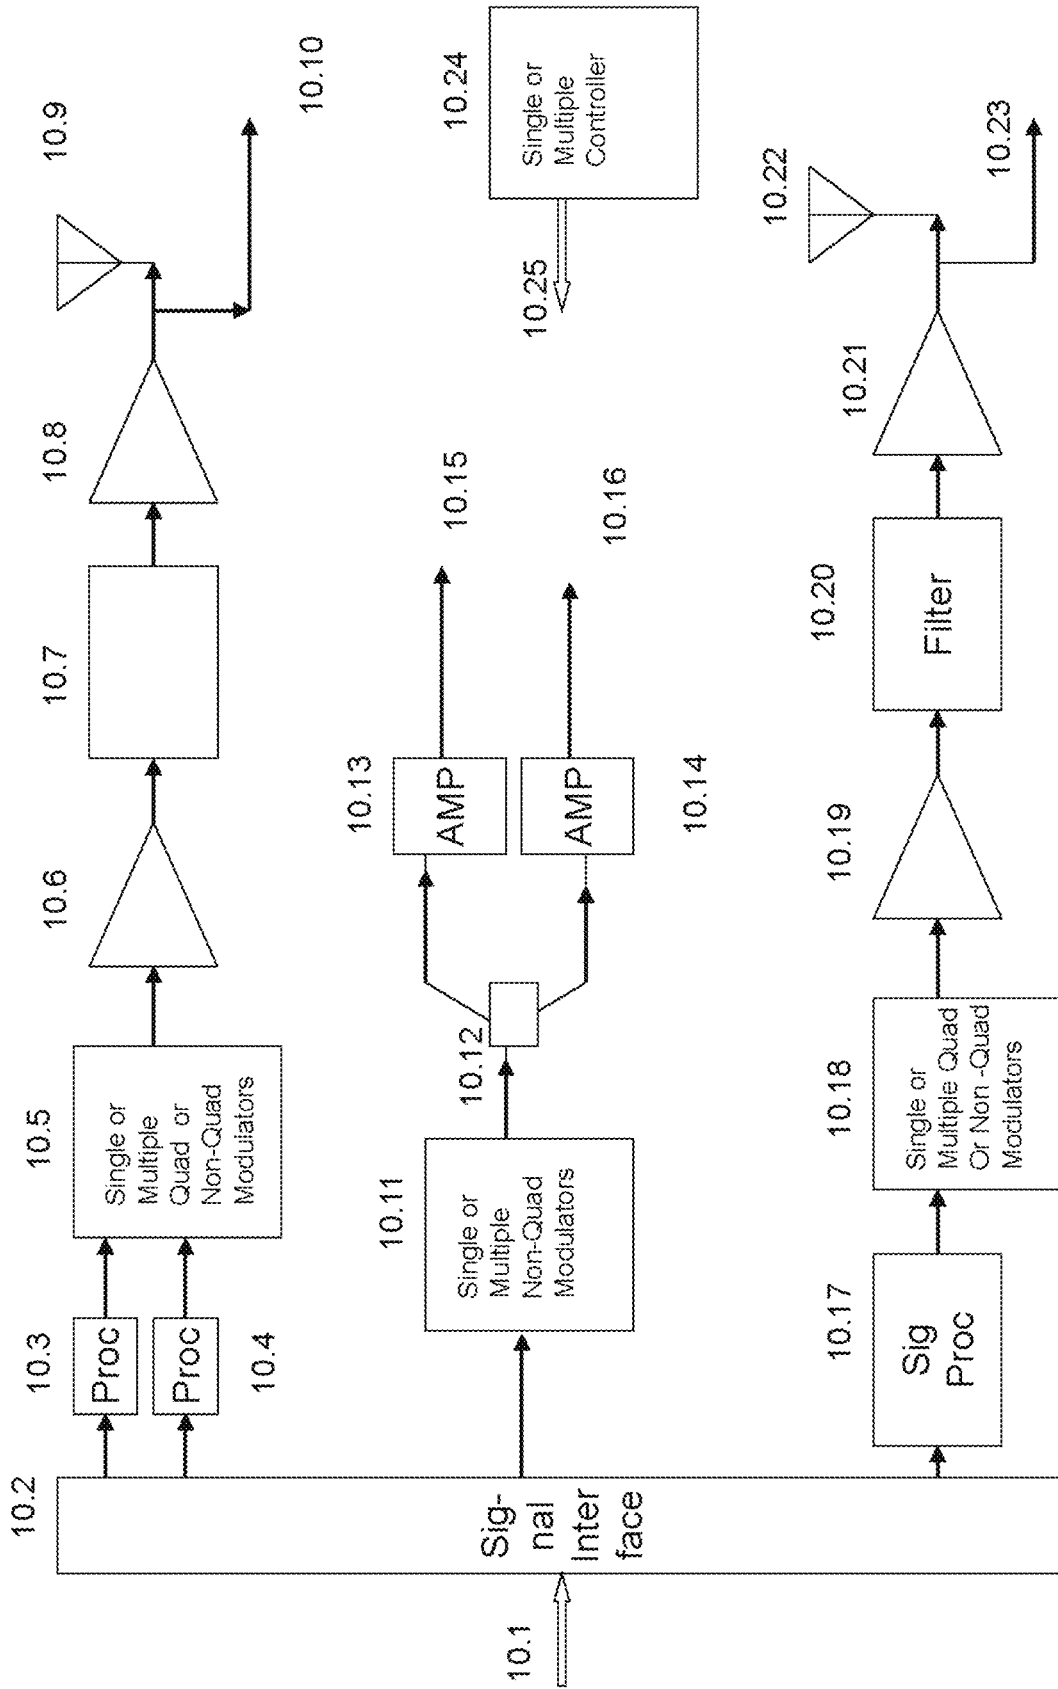 10.1
10.2
Sig-
nal
Inter
face
10.3
Proc
Proc
10.4
10.5
Single or
Multiple
Quad or
Non-Quad
Modulators
10.6
10.7
10.8
10.9
10.10
10.11
Single or
Multiple
Non-Quad
Modulators
10.12
10.13
AMP
AMP
10.14
10.15
10.16
10.24
Single or
Multiple
Controller
10.25
10.17
Sig
Proc
10.18
Single or
Multiple Quad
Or Non -Quad
Modulators
10.19
10.20
Filter
10.21
10.22
10.23